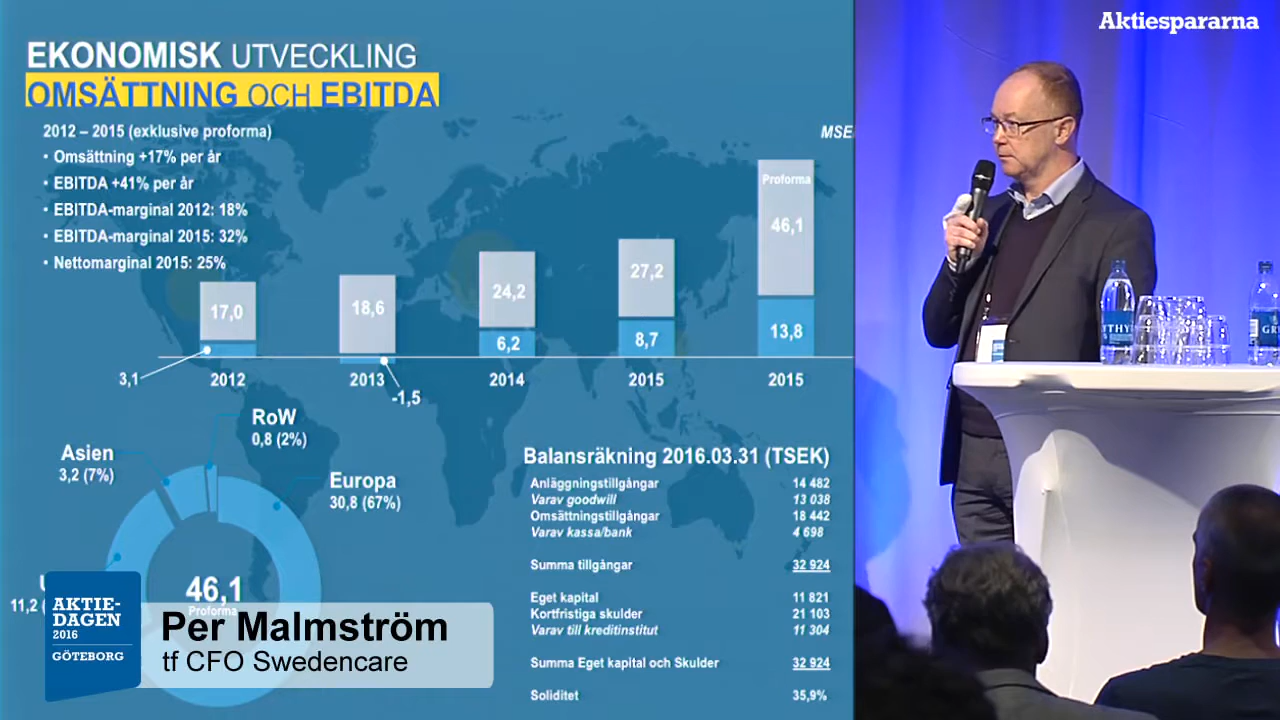 Aktiespararna
EKONOMISK UTVECKLING
OMSÄTTNING OCH EBITDA
2012 – 2015 (exklusive proforma)
• Omsättning +17% per år
• EBITDA +41% per år
• EBITDA-marginal 2012: 18%
• EBITDA-marginal 2015: 32%
• Nettomarginal 2015: 25%
MSE
Proforma
17,0
18,6
24,2
27,2
46,1
6,2
8,7
13,8
3,1
-1,5
2012
2013
2014
2015
2015
RoW
0,8 (2%)
Asien
3,2 (7%)
Europa
30,8 (67%)
11,2
46,1
Proforma
Balansräkning 2016.03.31 (TSEK)
Anläggningstillgångar 14 482
Varav goodwill 13 038
Omsättningstillgångar 18 442
Varav kassa/bank 4 698
Summa tillgångar 32 924
Eget kapital 11 821
Kortfristiga skulder 21 103
Varav till kreditinstitut 11 304
Summa Eget kapital och Skulder 32 924
Soliditet 35,9%
AKTIE-
DAGEN
2016
GÖTEBORG
Per Malmström
tf CFO Swedencare